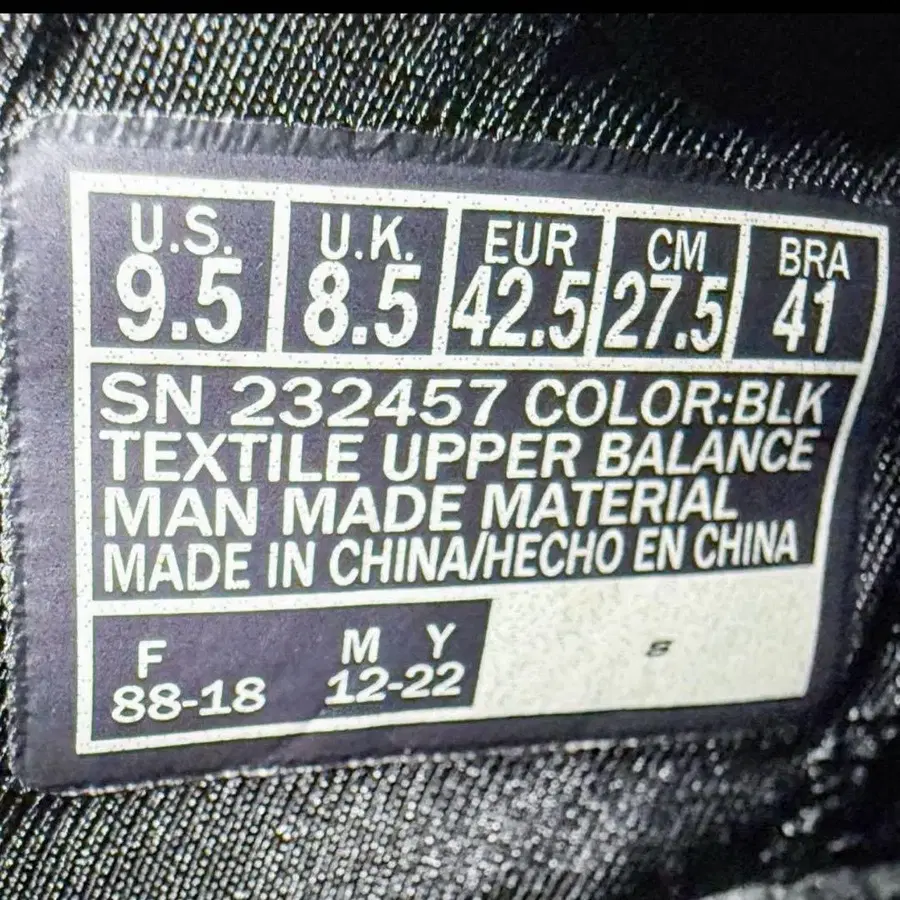 U.S. U.K. EUR CM BRA
9.5 8.5 42.5 27.5 41
SN 232457 COLOR:BLK
TEXTILE UPPER BALANCE
MAN MADE MATERIAL
MADE IN CHINA/HECHO EN CHINA
F M Y
88-18 12-22
S